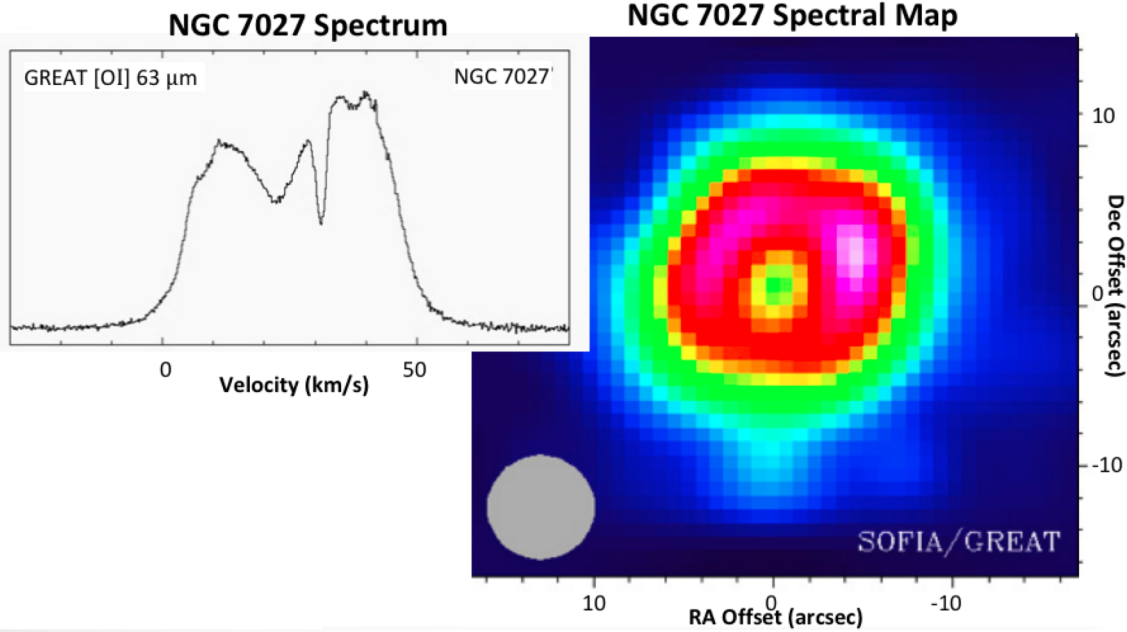 NGC 7027 Spectrum
GREAT [OI] 63 μm
NGC 7027
0
50
Velocity (km/s)
NGC 7027 Spectral Map
10
0
-10
Dec Offset (arcsec)
SOFIA/GREAT
10
0
-10
RA Offset (arcsec)